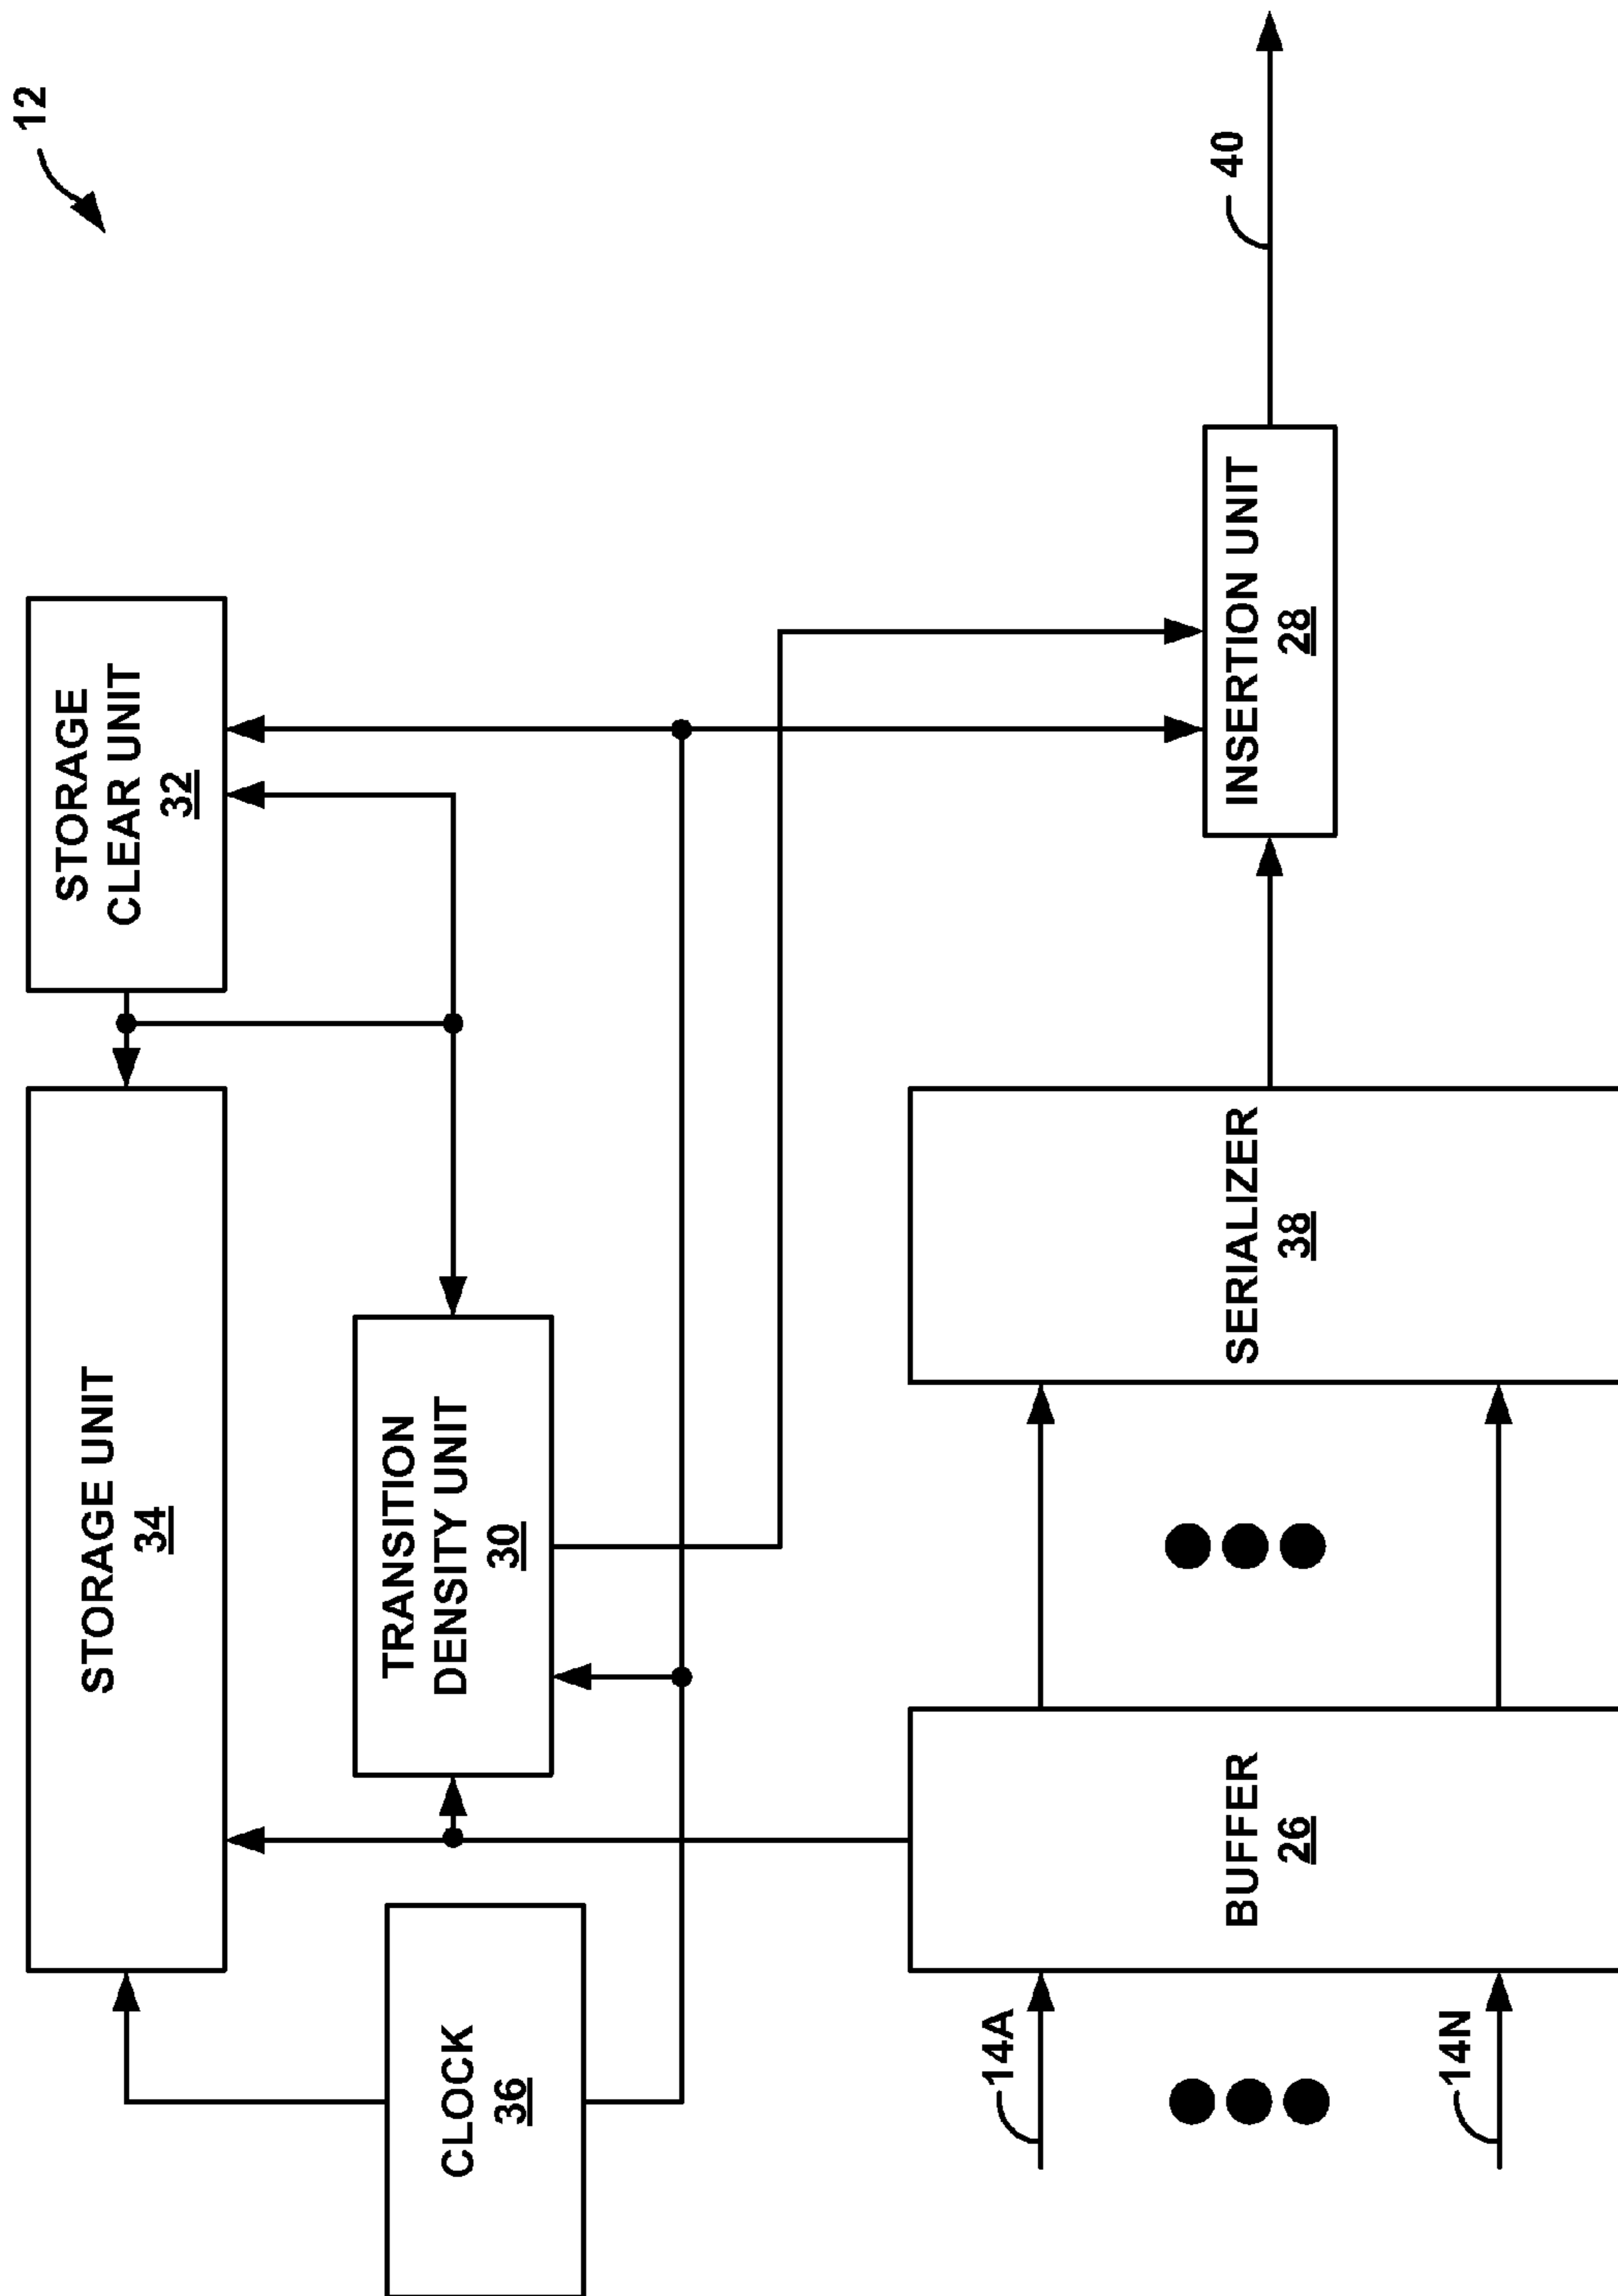 12
STORAGE UNIT
34
STORAGE
CLEAR UNIT
32
CLOCK
36
TRANSITION
DENSITY UNIT
30
14A
14N
BUFFER
26
SERIALIZER
38
INSERTION UNIT
28
40